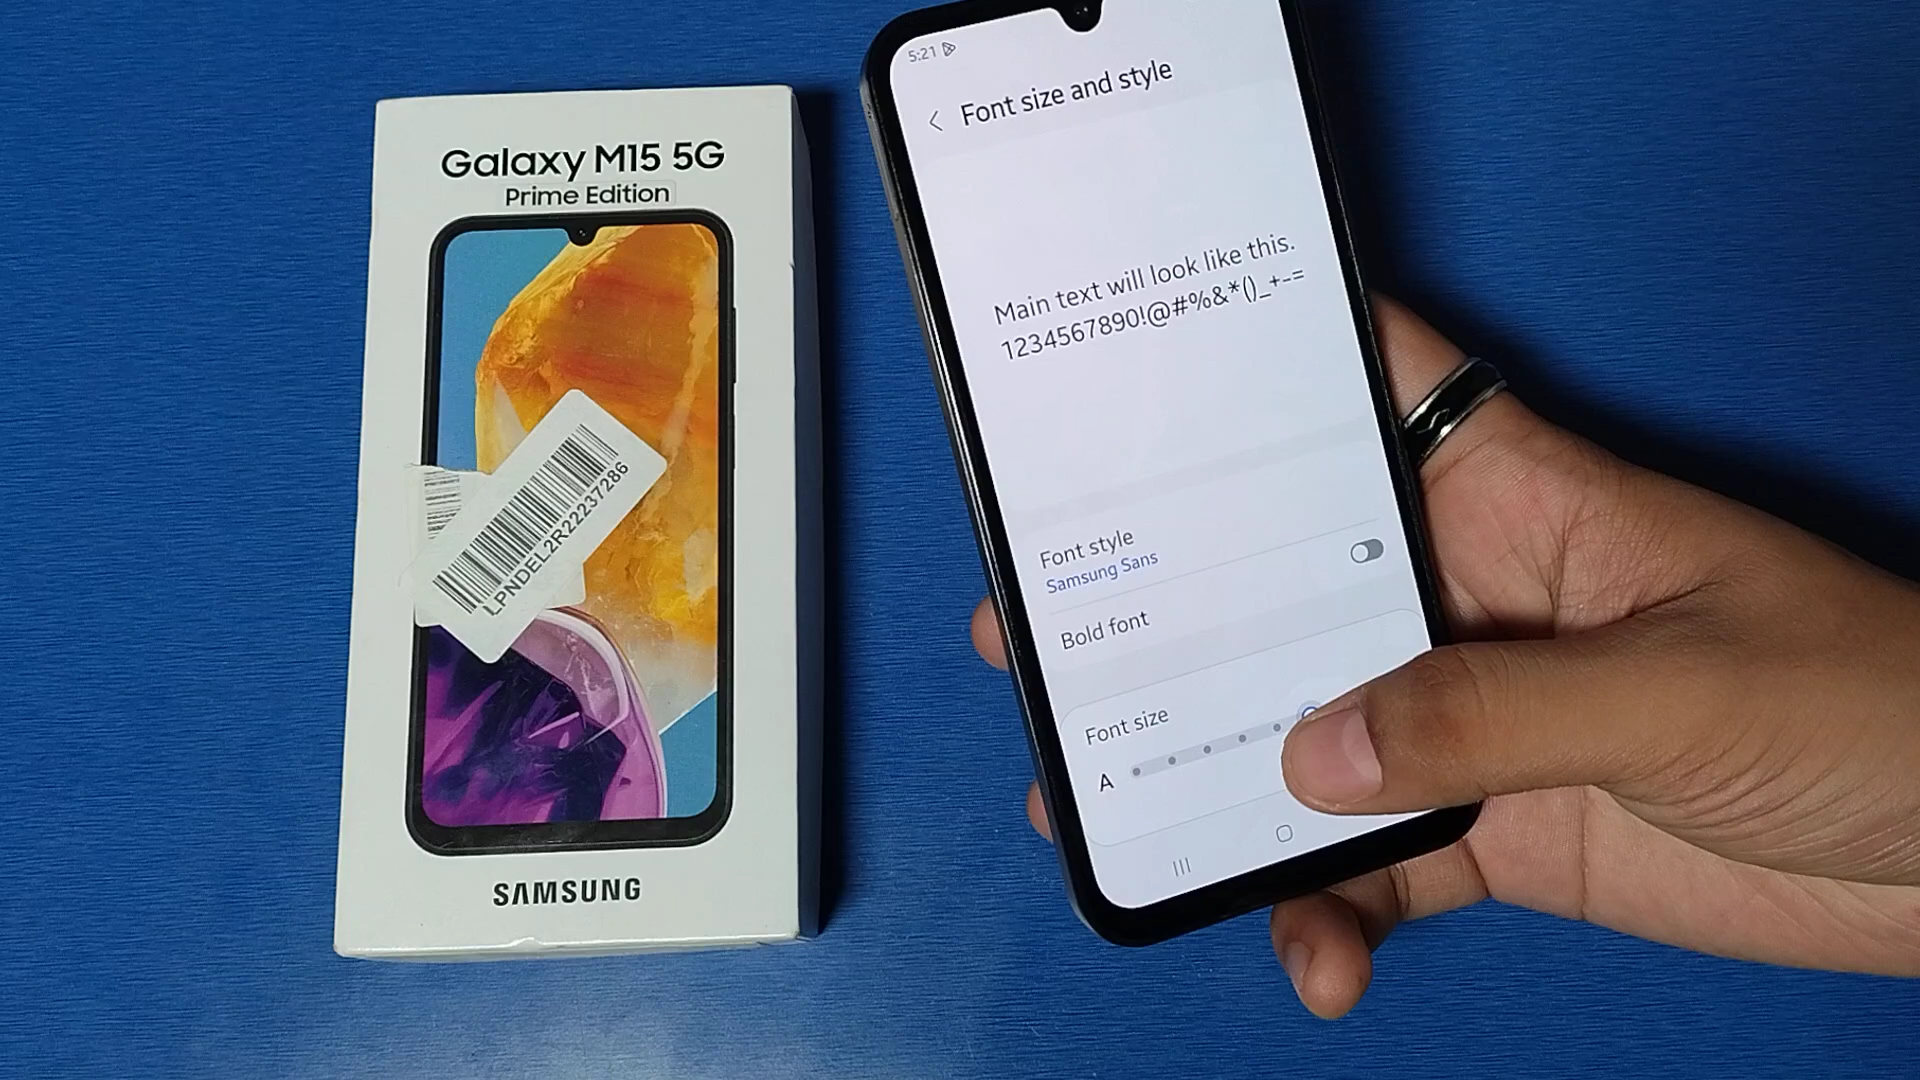 Galaxy M15 5G
Prime Edition
LPNDEL2R22237286
SAMSUNG
5:21
Font size and style
Main text will look like this.
1234567890!@#%&*()_+-=
Font style
Samsung Sans
Bold font
Font size
A